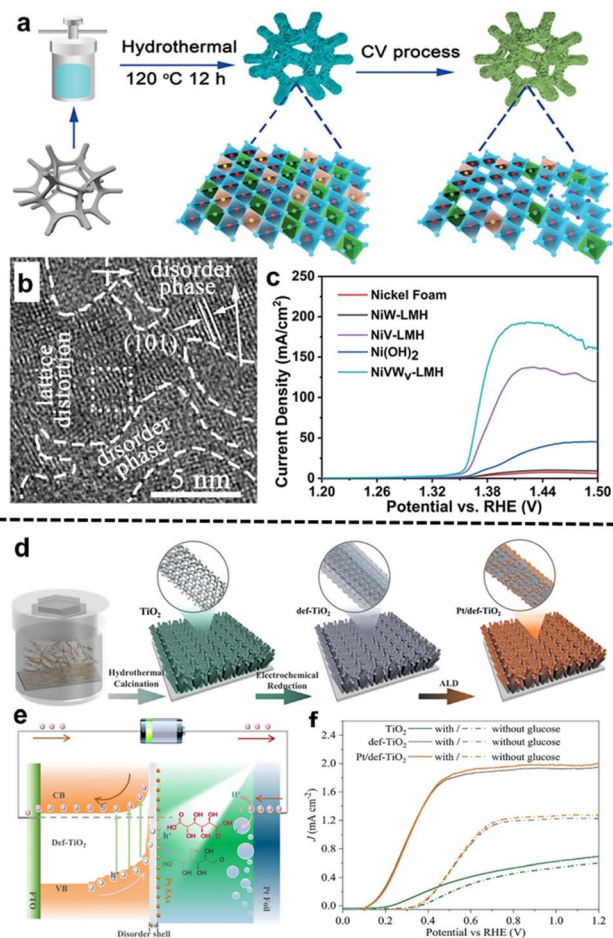 a
Hydrothermal
120 °C 12 h
CV process
b
disorder
phase
(101)
lattice
distortion
disorder
phase
5 nm
c
Current Density (mA/cm²)
250
200
150
100
50
0
Nickel Foam
NiW-LMH
NiV-LMH
Ni(OH)₂
NiVWᵥ-LMH
1.20 1.26 1.32 1.38 1.44 1.50
Potential vs. RHE (V)
d
TiO₂
def-TiO₂
Pt/def-TiO₂
Hydrothermal
Calcination
Electrochemical
Reduction
ALD
e
CB
Def-TiO₂
VB
FTO
h⁺
h⁺
H⁺
Pt SAs
Pt Foil
Disorder shell
f
J (mA cm⁻²)
2.4
2.0
1.6
1.2
0.8
0.4
0.0
TiO₂ with / without glucose
def-TiO₂ with / without glucose
Pt/def-TiO₂ with / without glucose
0.0 0.2 0.4 0.6 0.8 1.0 1.2
Potential vs RHE (V)